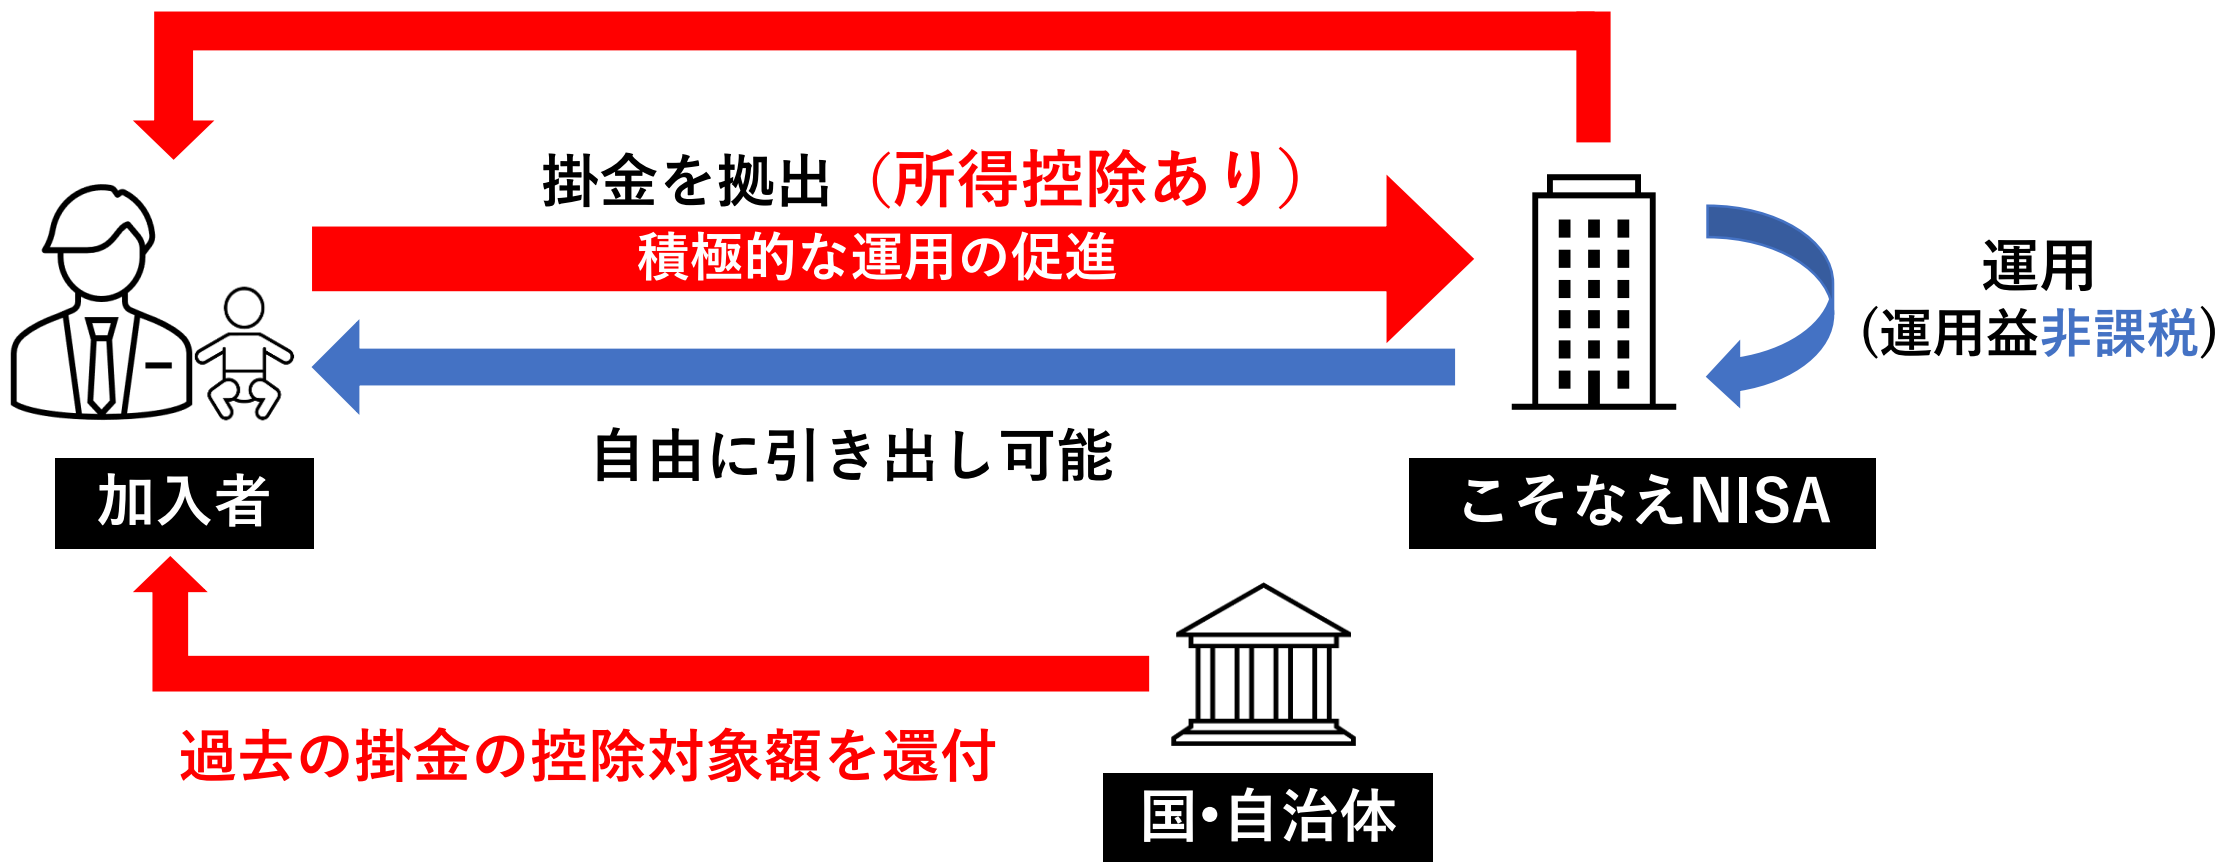 掛金を拠出（所得控除あり）
積極的な運用の促進
運用
（運用益非課税）
自由に引き出し可能
加入者
こそなえNISA
過去の掛金の控除対象額を還付
国・自治体